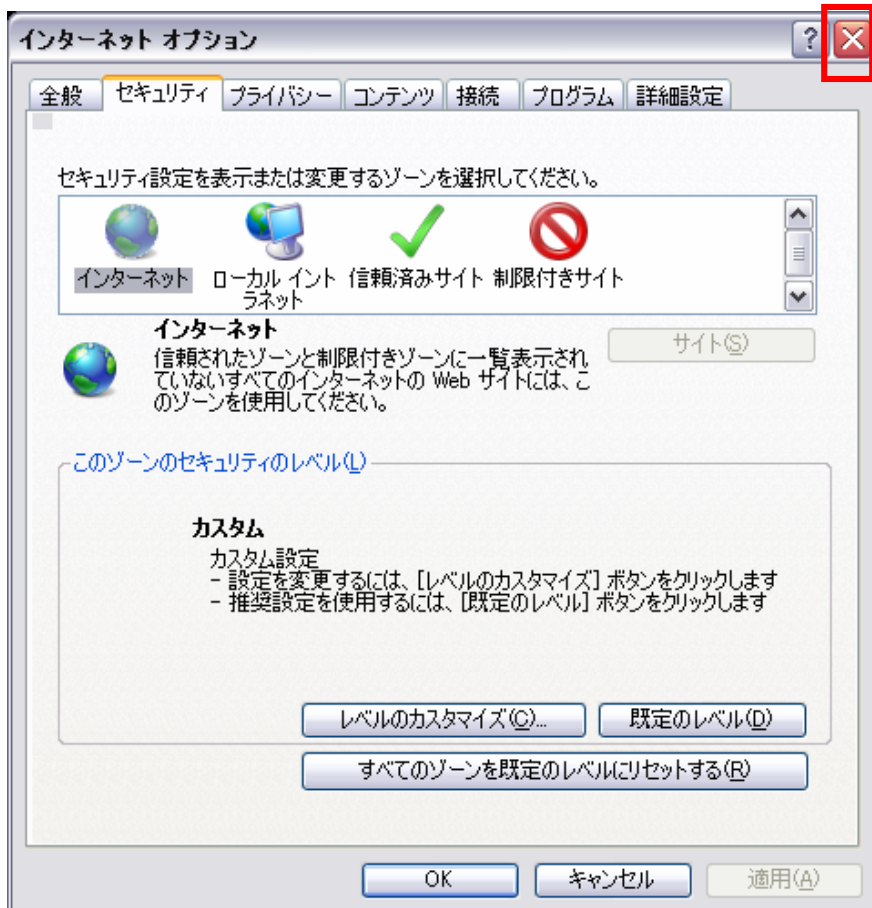 インターネット オプション
?
全般 セキュリティ プライバシー コンテンツ 接続 プログラム 詳細設定
セキュリティ設定を表示または変更するゾーンを選択してください。
インターネット
ローカル イント
ラネット
信頼済みサイト
制限付きサイト
インターネット
信頼されたゾーンと制限付きゾーンに一覧表示され
ていないすべてのインターネットの Web サイトには、こ
のゾーンを使用してください。
サイト(S)
このゾーンのセキュリティのレベル(L)
カスタム
カスタム設定
- 設定を変更するには、[レベルのカスタマイズ] ボタンをクリックします
- 推奨設定を使用するには、[既定のレベル] ボタンをクリックします
レベルのカスタマイズ(C)...
既定のレベル(D)
すべてのゾーンを既定のレベルにリセットする(R)
OK
キャンセル
適用(A)